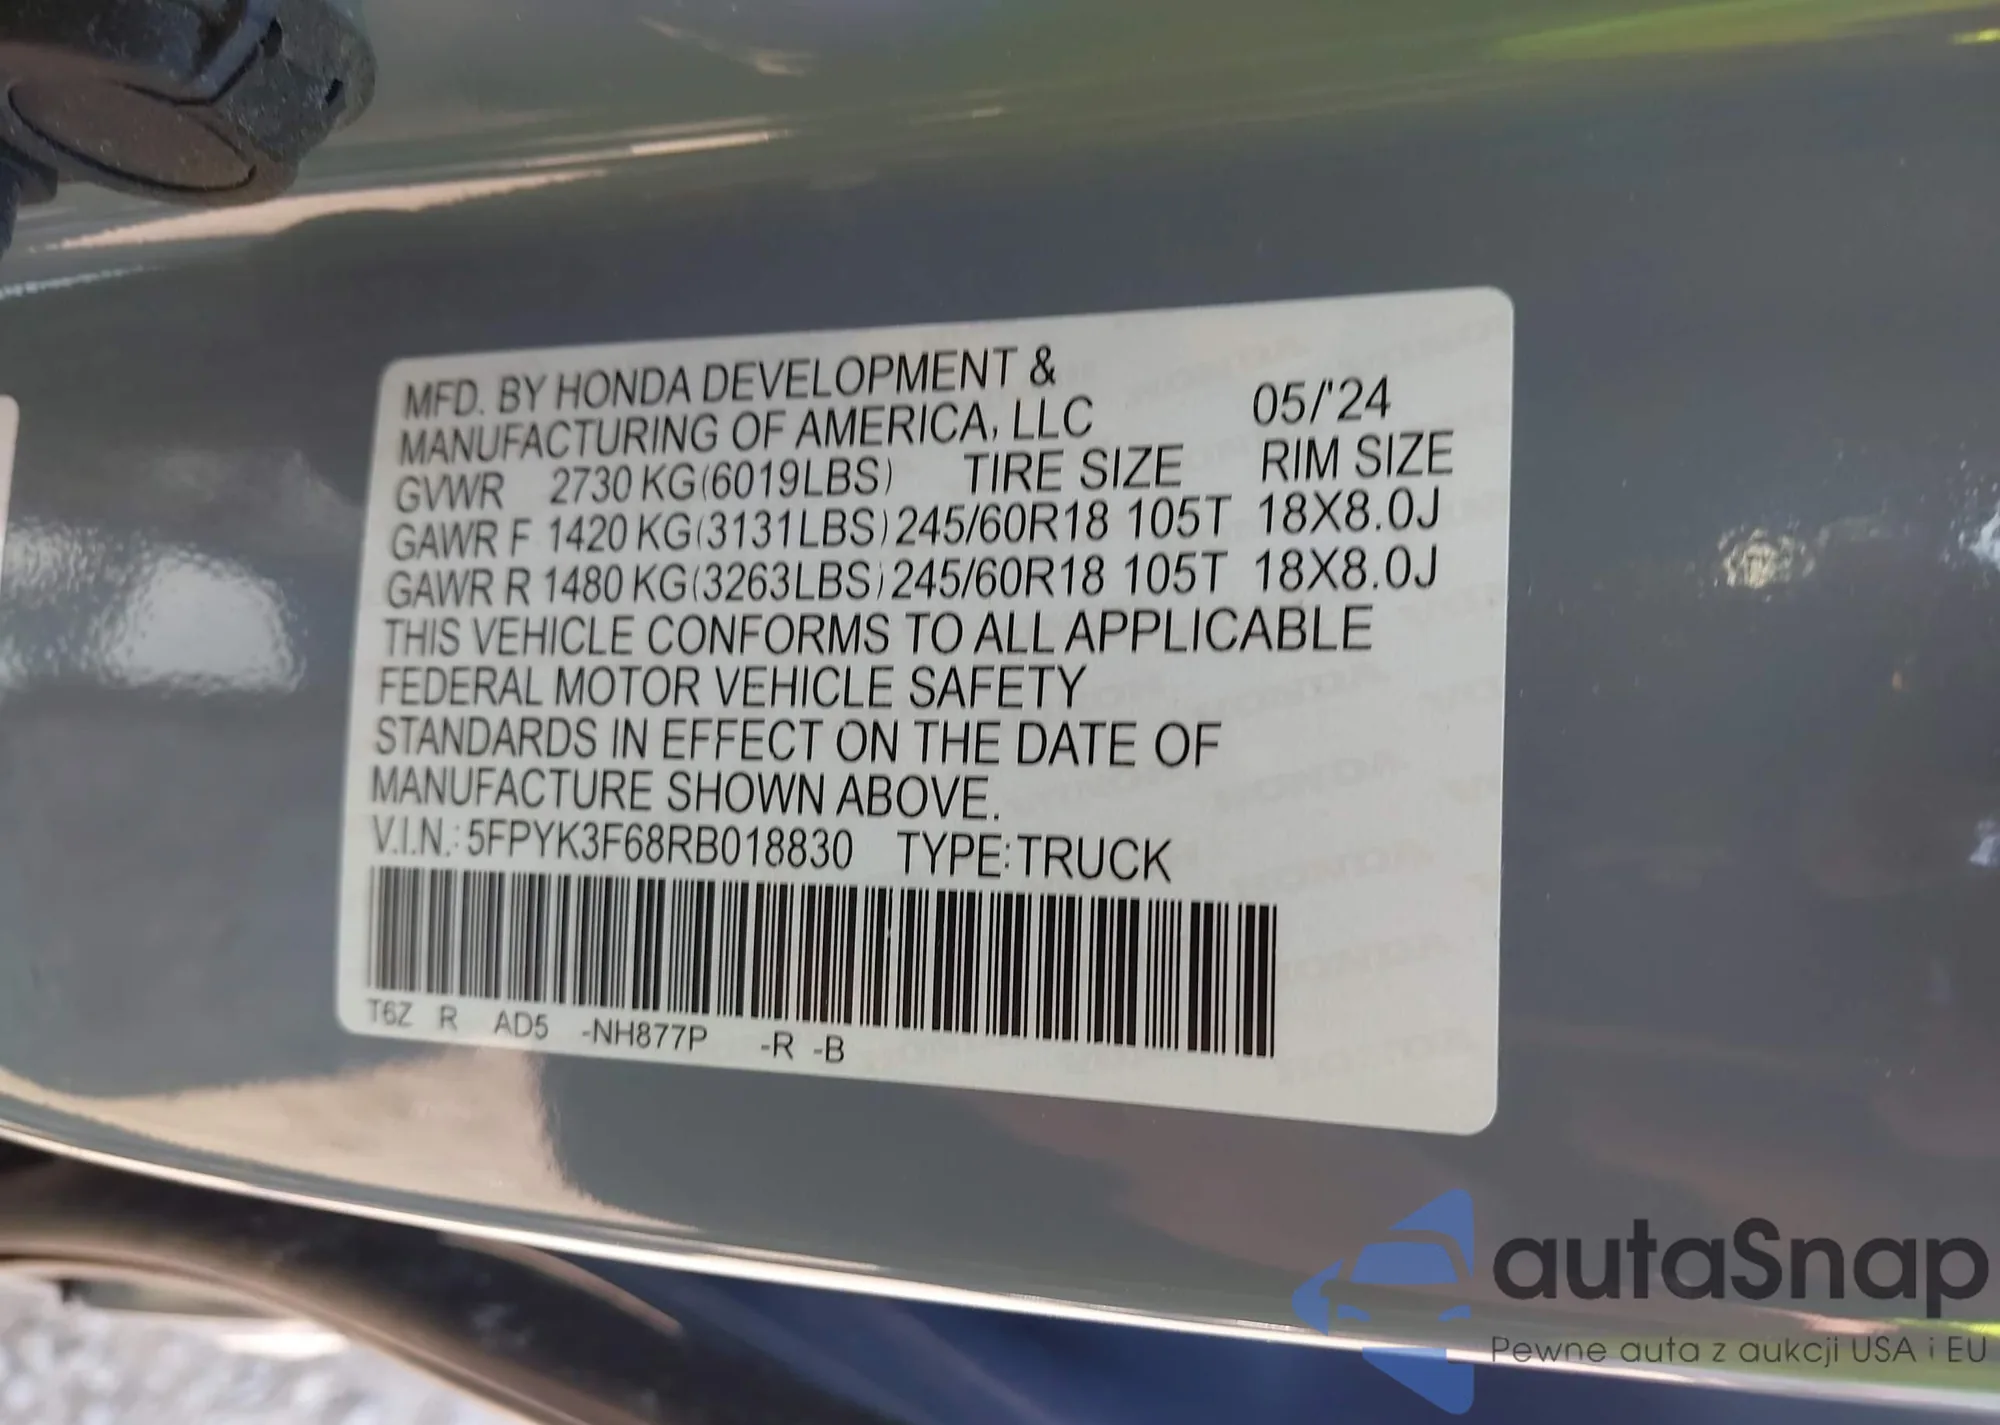 MFD. BY HONDA DEVELOPMENT &
MANUFACTURING OF AMERICA, LLC 05/'24
GVWR 2730 KG(6019LBS) TIRE SIZE RIM SIZE
GAWR F 1420 KG(3131LBS) 245/60R18 105T 18X8.0J
GAWR R 1480 KG(3263LBS) 245/60R18 105T 18X8.0J
THIS VEHICLE CONFORMS TO ALL APPLICABLE
FEDERAL MOTOR VEHICLE SAFETY
STANDARDS IN EFFECT ON THE DATE OF
MANUFACTURE SHOWN ABOVE.
V.I.N.: 5FPYK3F68RB018830 TYPE:TRUCK
T6Z R AD5 -NH877P -R -B
autaSnap
Pewne auta z aukcji USA i EU